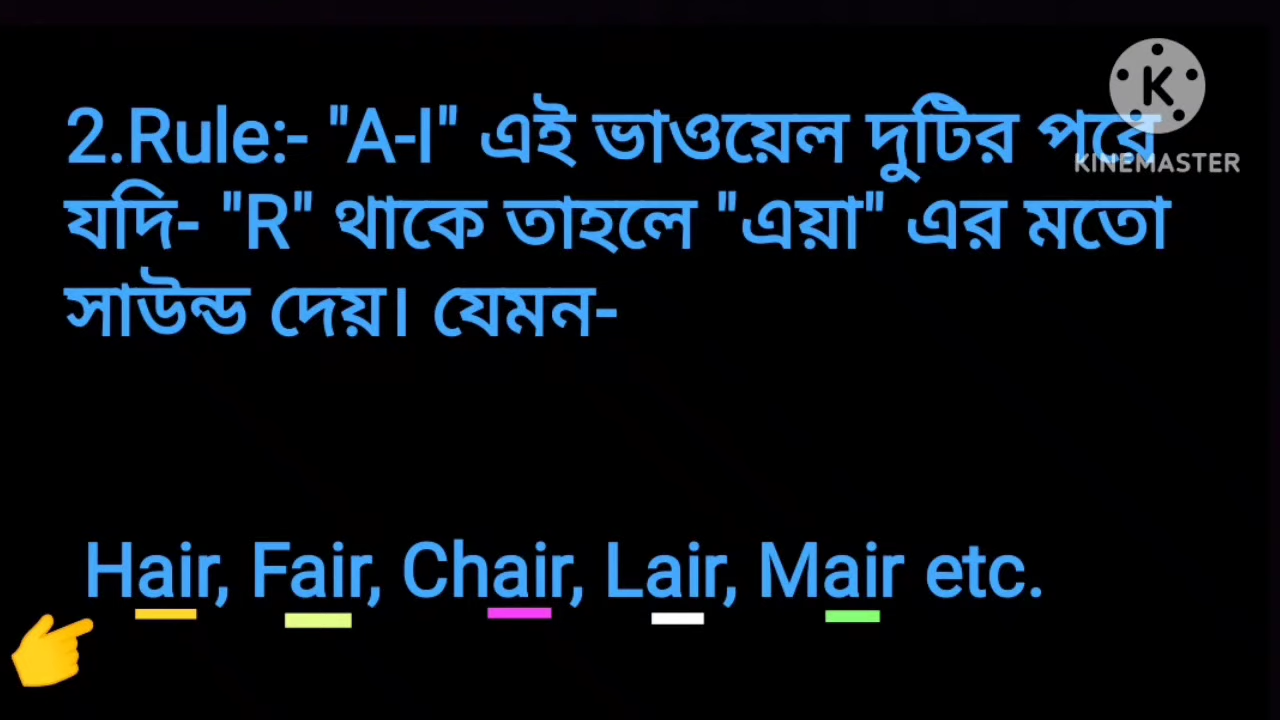 2.Rule:- "A-I" এই ভাওয়েল দুটির পরে
KINEMASTER
যদি- "R" থাকে তাহলে "এয়া" এর মতো
সাউন্ড দেয়। যেমন-
Hair, Fair, Chair, Lair, Mair etc.